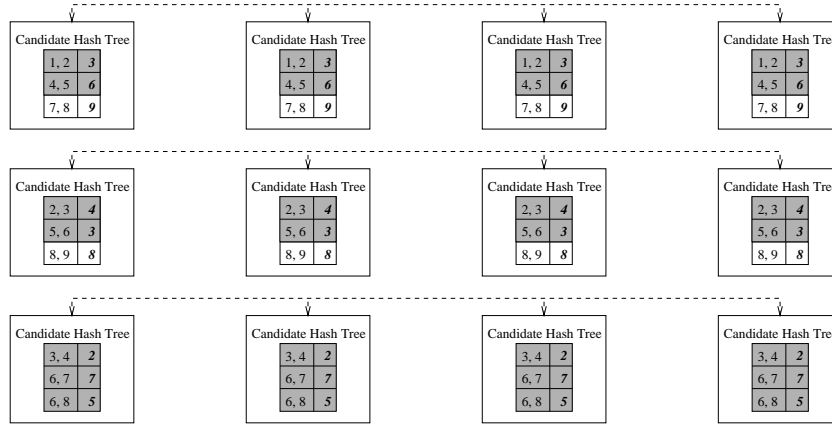 Candidate Hash Tree Candidate Hash Tree Candidate Hash Tree Candidate Hash Tree
1, 2 3 1, 2 3 1, 2 3 1, 2 3
4, 5 6 4, 5 6 4, 5 6 4, 5 6
7, 8 9 7, 8 9 7, 8 9 7, 8 9
Candidate Hash Tree Candidate Hash Tree Candidate Hash Tree Candidate Hash Tree
2, 3 4 2, 3 4 2, 3 4 2, 3 4
5, 6 3 5, 6 3 5, 6 3 5, 6 3
8, 9 8 8, 9 8 8, 9 8 8, 9 8
Candidate Hash Tree Candidate Hash Tree Candidate Hash Tree Candidate Hash Tree
3, 4 2 3, 4 2 3, 4 2 3, 4 2
6, 7 7 6, 7 7 6, 7 7 6, 7 7
6, 8 5 6, 8 5 6, 8 5 6, 8 5